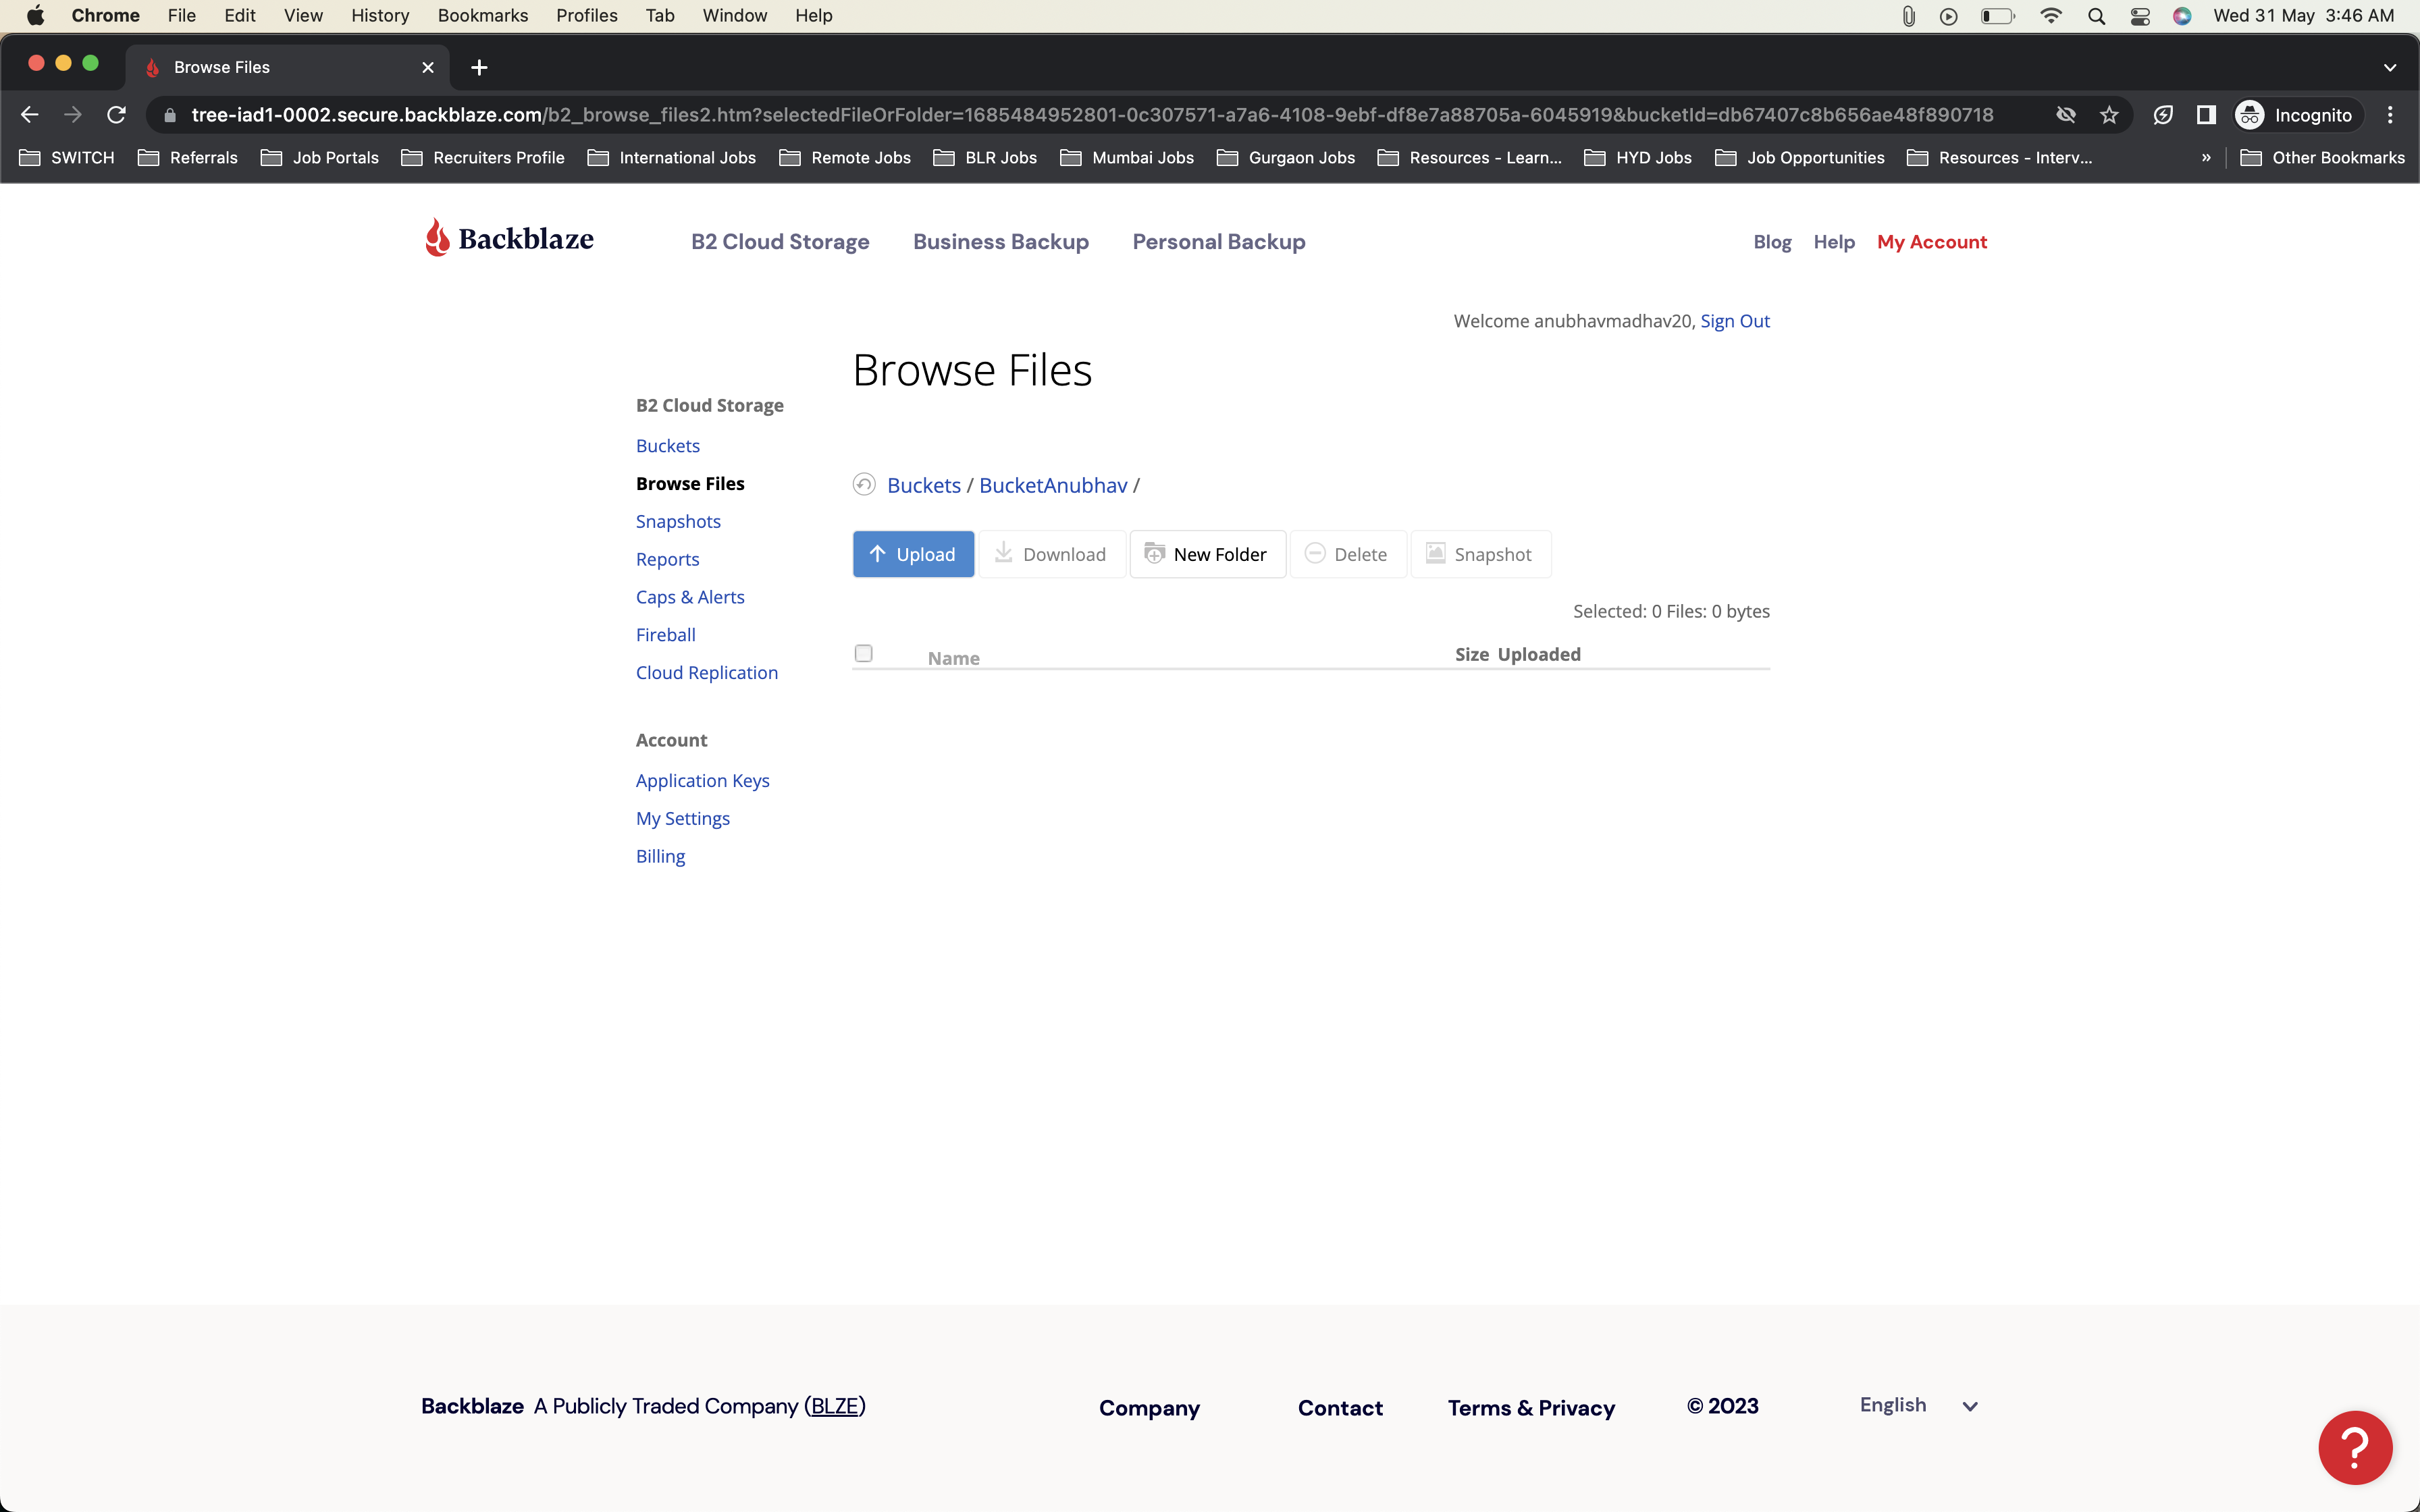 Chrome File Edit View History Bookmarks Profiles Tab Window Help Wed 31 May 3:46 AM
Browse Files
tree-iad1-0002.secure.backblaze.com/b2_browse_files2.htm?selectedFileOrFolder=1685484952801-0c307571-a7a6-4108-9ebf-df8e7a88705a-6045919&bucketId=db67407c8b656ae48f890718 Incognito
SWITCH Referrals Job Portals Recruiters Profile International Jobs Remote Jobs BLR Jobs Mumbai Jobs Gurgaon Jobs Resources - Learn... HYD Jobs Job Opportunities Resources - Interv... » Other Bookmarks
Backblaze B2 Cloud Storage Business Backup Personal Backup Blog Help My Account
Welcome anubhavmadhav20, Sign Out
Browse Files
B2 Cloud Storage
Buckets
Browse Files
Snapshots
Reports
Caps & Alerts
Fireball
Cloud Replication
Account
Application Keys
My Settings
Billing
Buckets / BucketAnubhav /
Upload Download New Folder Delete Snapshot
Selected: 0 Files: 0 bytes
Name Size Uploaded
Backblaze A Publicly Traded Company (BLZE) Company Contact Terms & Privacy © 2023 English
?